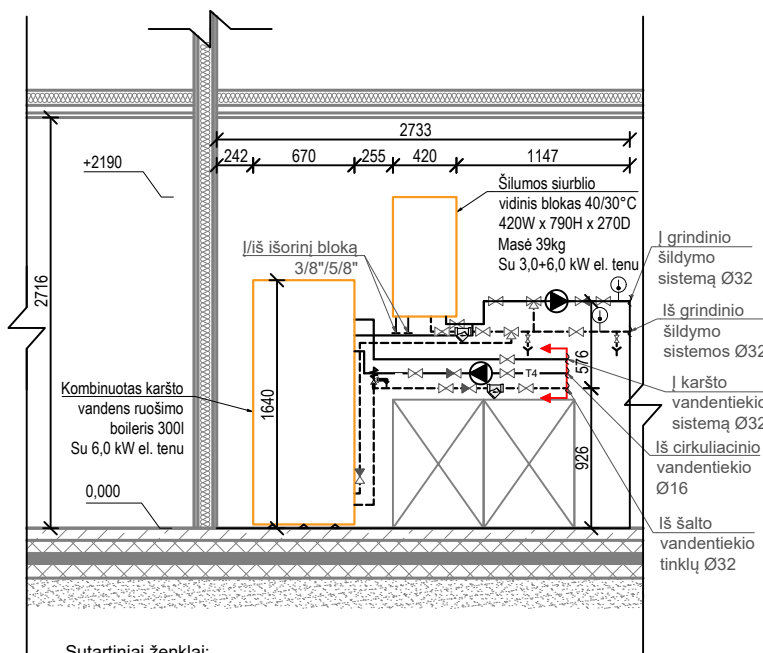 2733
242
670
255
420
1147
+2190
2716
Šilumos siurblio
vidinis blokas 40/30°C
420W x 790H x 270D
Masė 39kg
Su 3,0+6,0 kW el. tenu
Į/iš išorinį bloką
3/8"/5/8"
Į grindinio
šildymo
sistemą Ø32
Iš grindinio
šildymo
sistemos Ø32
576
T4
Kombinuotas karšto
vandens ruošimo
boileris 300l
Su 6,0 kW el. tenu
1640
Į karšto
vandentiekio
sistemą Ø32
Iš cirkuliacinio
vandentiekio
Ø16
926
0,000
Iš šalto
vandentiekio
tinklų Ø32
Sutartiniai ženklai: